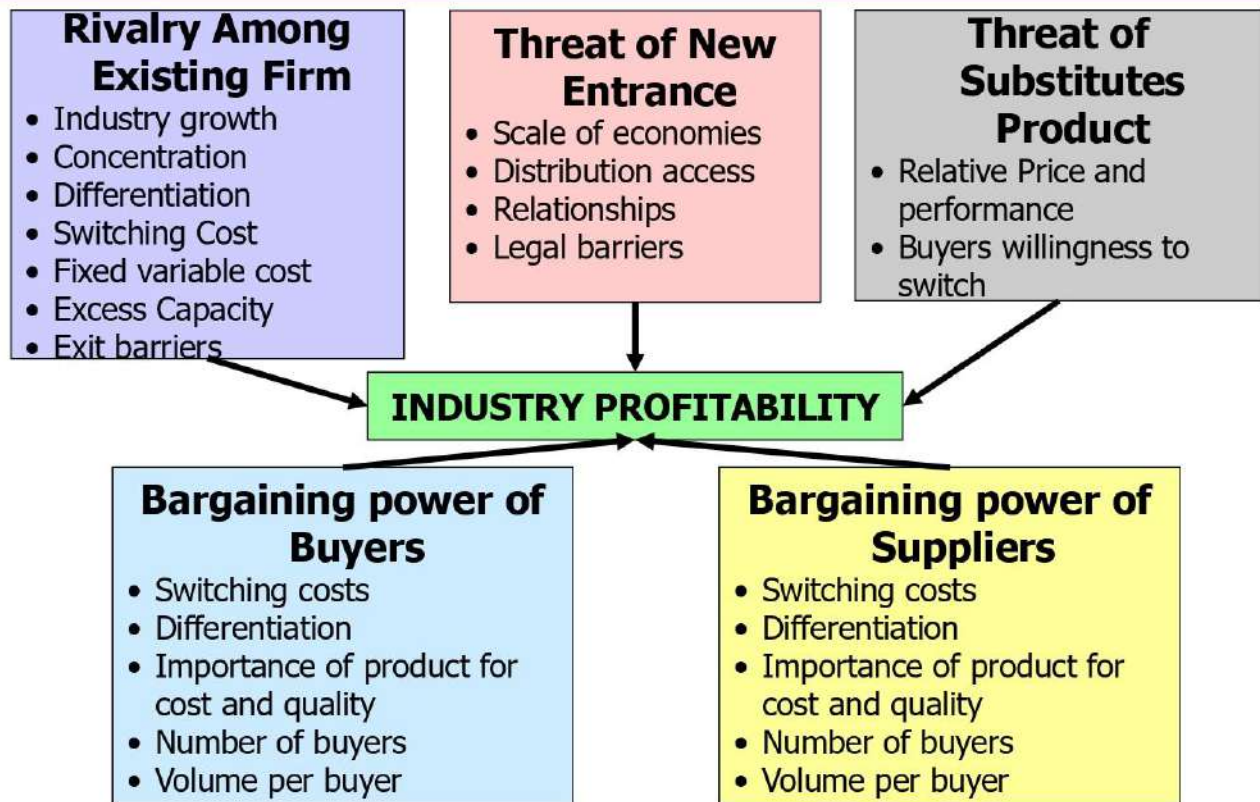 Rivalry Among
Existing Firm
• Industry growth
• Concentration
• Differentiation
• Switching Cost
• Fixed variable cost
• Excess Capacity
• Exit barriers
Threat of New
Entrance
• Scale of economies
• Distribution access
• Relationships
• Legal barriers
Threat of
Substitutes
Product
• Relative Price and
performance
• Buyers willingness to
switch
INDUSTRY PROFITABILITY
Bargaining power of
Buyers
• Switching costs
• Differentiation
• Importance of product for
cost and quality
• Number of buyers
• Volume per buyer
Bargaining power of
Suppliers
• Switching costs
• Differentiation
• Importance of product for
cost and quality
• Number of buyers
• Volume per buyer